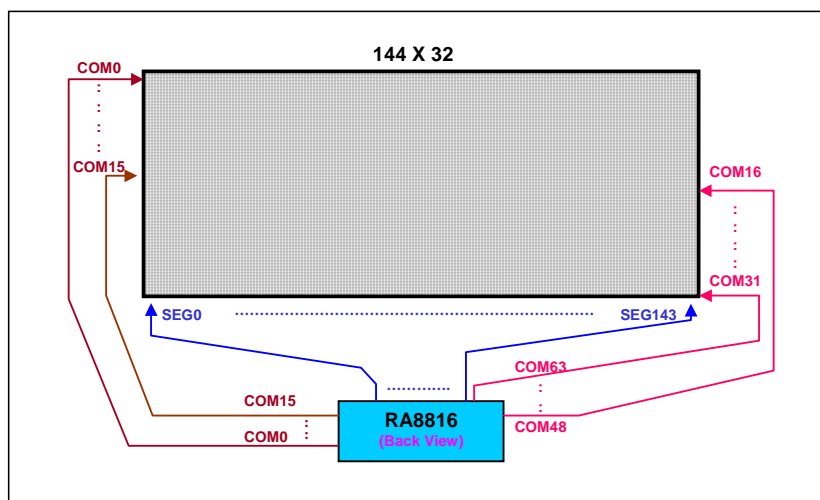 144 X 32
COM0
COM15
COM16
COM31
SEG0
SEG143
COM63
COM15
COM0
RA8816
(Back View)
COM48